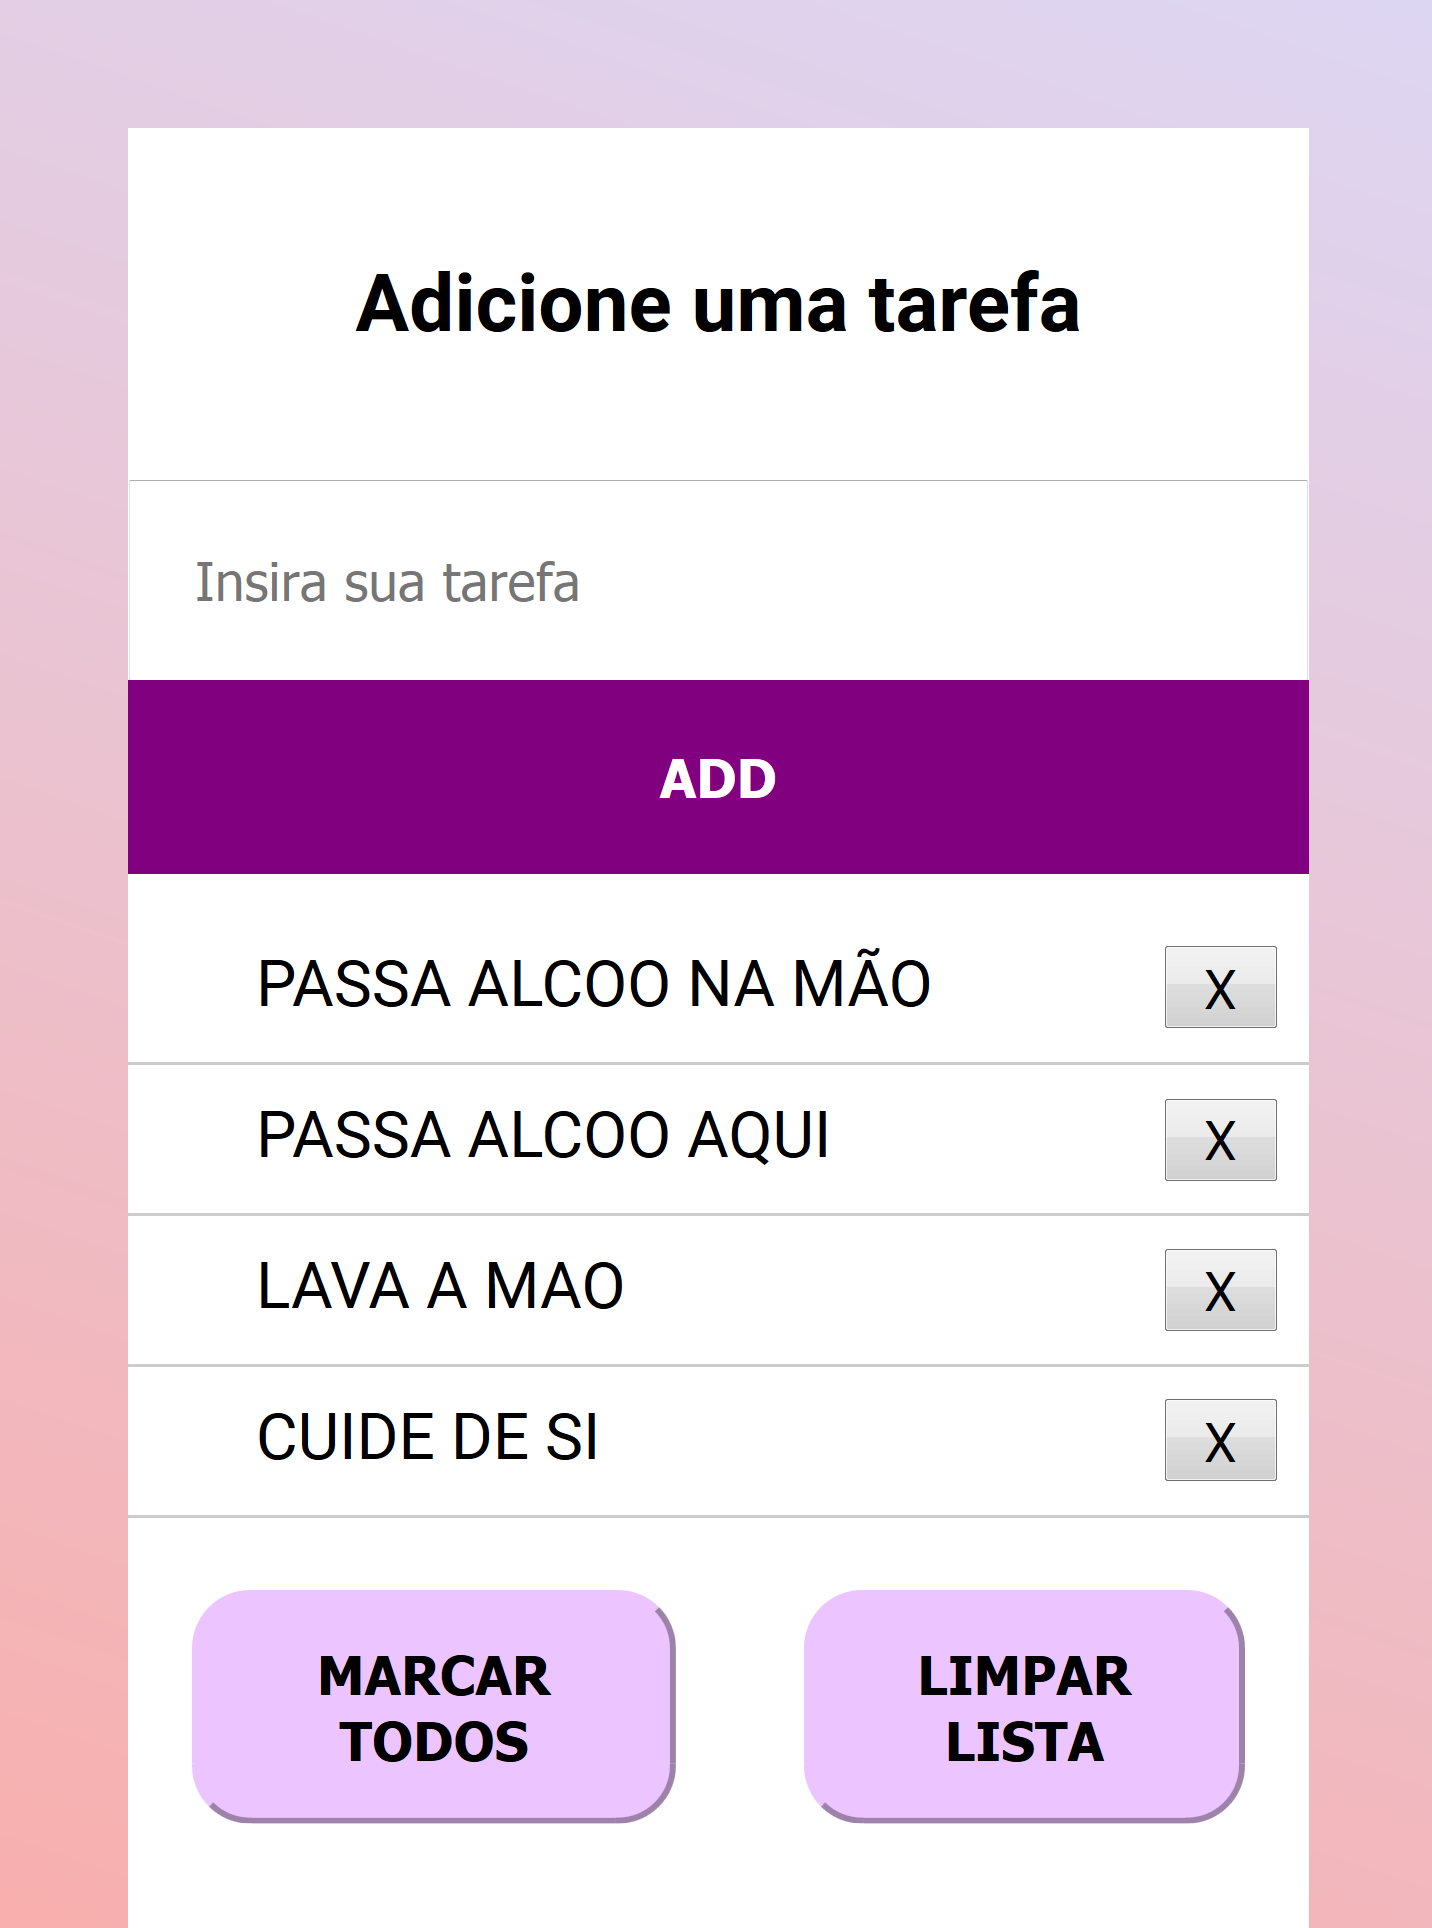 Adicione uma tarefa
Insira sua tarefa
ADD
PASSA ALCOO NA MÃO
X
PASSA ALCOO AQUI
X
LAVA A MAO
X
CUIDE DE SI
X
MARCAR
TODOS
LIMPAR
LISTA